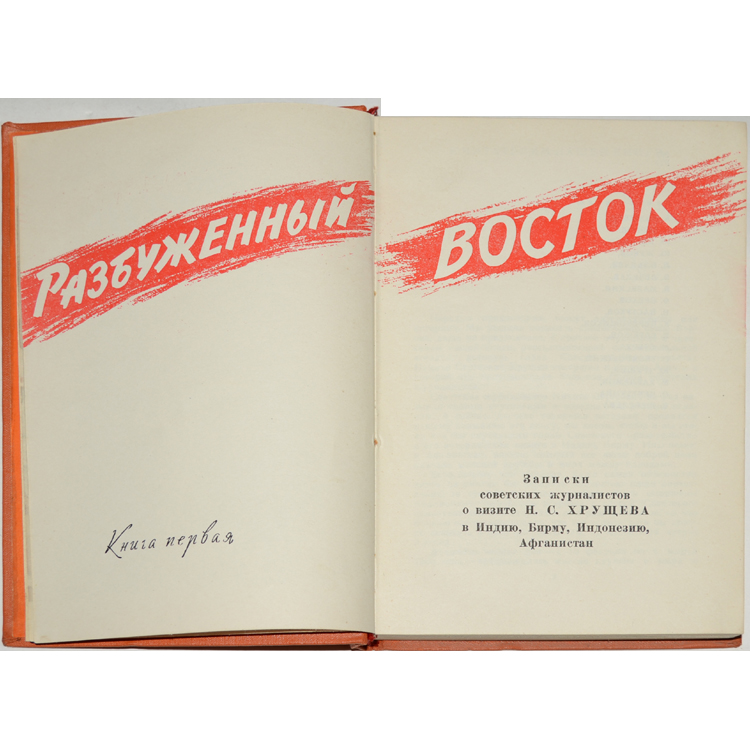 Разбуженный
Книга первая
Восток
Записки
советских журналистов
о визите Н. С. ХРУЩЕВА
в Индию, Бирму, Индонезию,
Афганистан